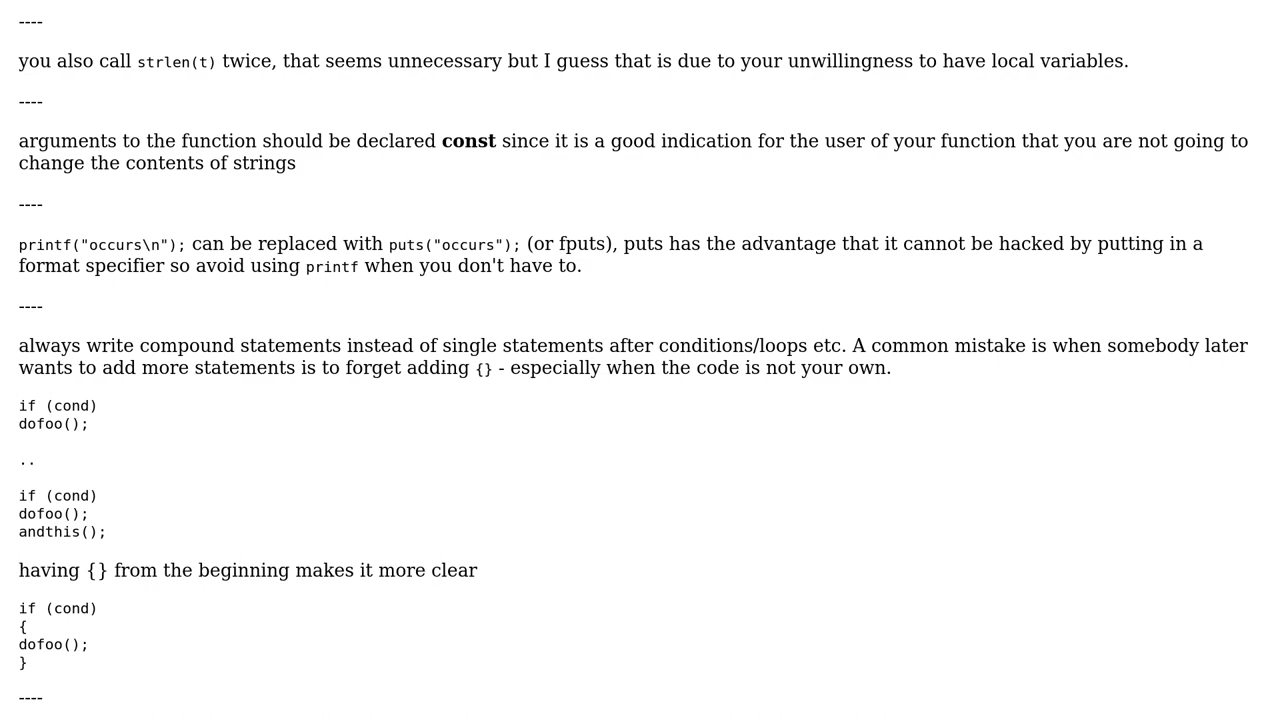 ----
you also call strlen(t) twice, that seems unnecessary but I guess that is due to your unwillingness to have local variables.
----
arguments to the function should be declared const since it is a good indication for the user of your function that you are not going to
change the contents of strings
----
printf("occurs\n"); can be replaced with puts("occurs"); (or fputs), puts has the advantage that it cannot be hacked by putting in a
format specifier so avoid using printf when you don't have to.
----
always write compound statements instead of single statements after conditions/loops etc. A common mistake is when somebody later
wants to add more statements is to forget adding {} - especially when the code is not your own.
if (cond)
dofoo();
..
if (cond)
dofoo();
andthis();
having {} from the beginning makes it more clear
if (cond)
{
dofoo();
}
----